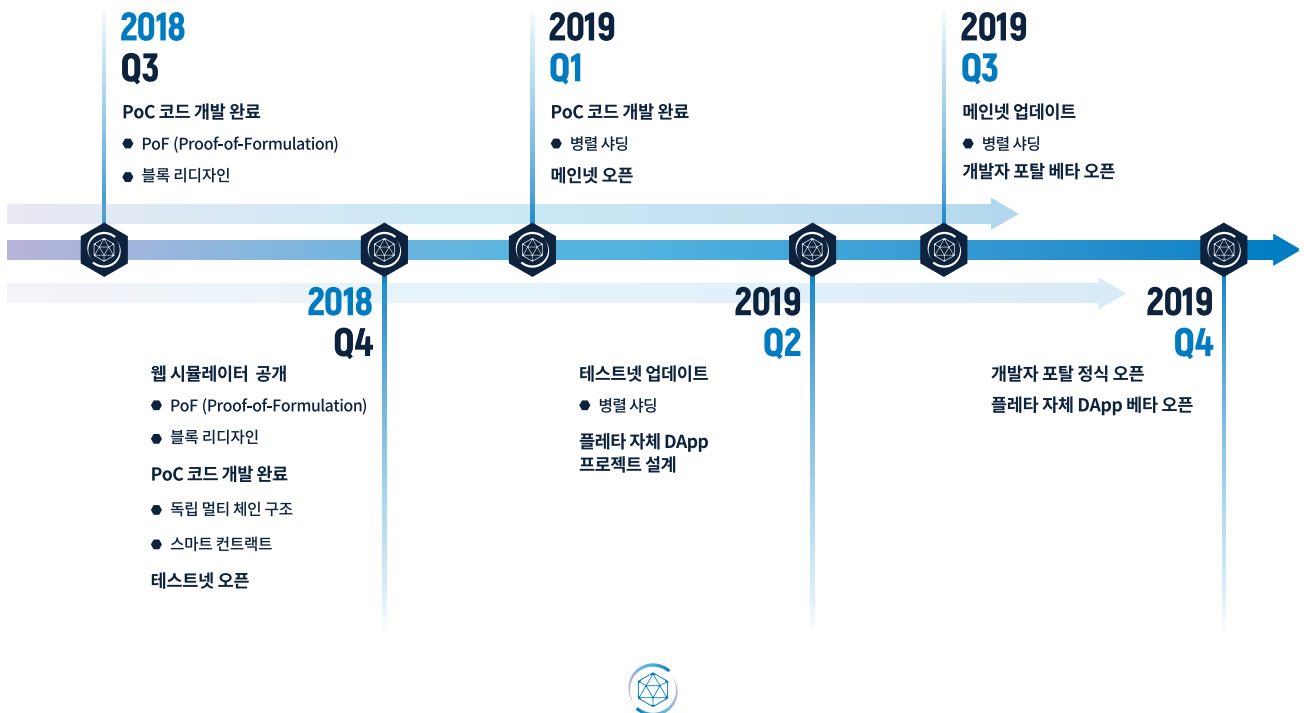 2018
Q3
PoC 코드 개발 완료
PoF (Proof-of-Formulation)
블록 리디자인
2019
Q1
PoC 코드 개발 완료
병렬 샤딩
메인넷 오픈
2019
Q3
메인넷 업데이트
병렬 샤딩
개발자 포탈 베타 오픈
2018
Q4
웹 시뮬레이터 공개
PoF (Proof-of-Formulation)
블록 리디자인
PoC 코드 개발 완료
독립 멀티 체인 구조
스마트 컨트랙트
테스트넷 오픈
2019
Q2
테스트넷 업데이트
병렬 샤딩
플레타 자체 DApp
프로젝트 설계
2019
Q4
개발자 포탈 정식 오픈
플레타 자체 DApp 베타 오픈